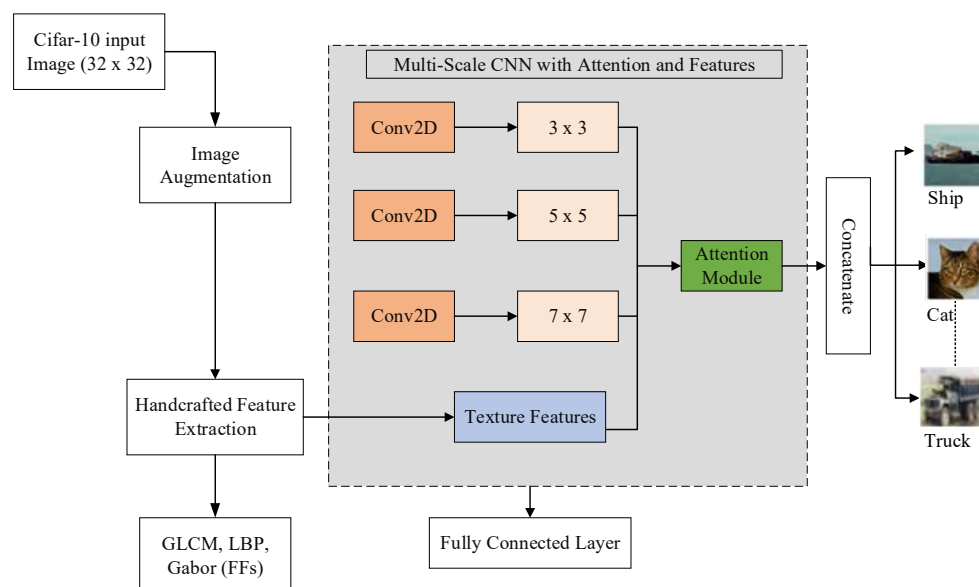 Cifar-10 input
Image (32 x 32)
Image
Augmentation
Handcrafted Feature
Extraction
GLCM, LBP,
Gabor (FFs)
Multi-Scale CNN with Attention and Features
Conv2D
3 x 3
Conv2D
5 x 5
Conv2D
7 x 7
Texture Features
Attention
Module
Fully Connected Layer
Concatenate
Ship
Cat
Truck